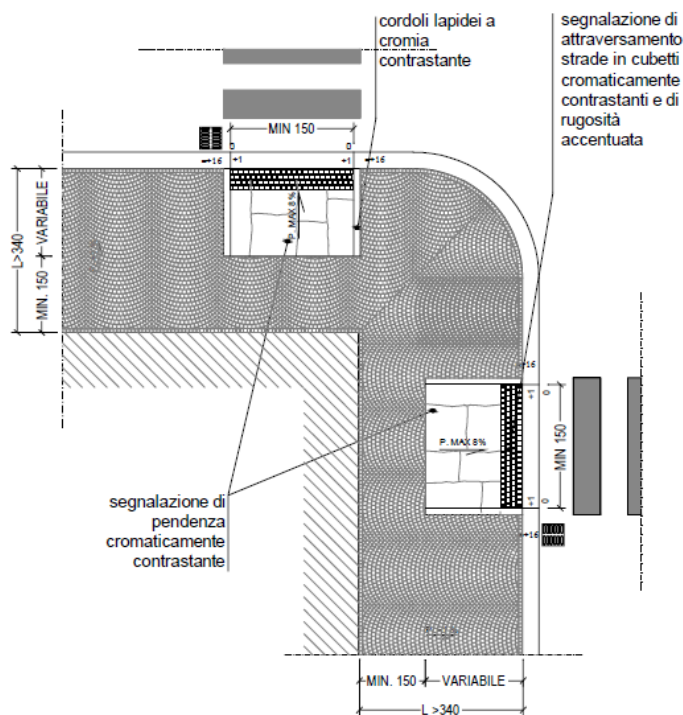 cordoli lapidei a
cromia
contrastante
segnalazione di
attraversamento
strade in cubetti
cromaticamente
contrastanti e di
rugosità
accentuata
MIN 150
0
0
+16
+1
+1
+16
L>340
VARIABILE
MIN. 150
P. MAX 8%
+16
+1
0
P. MAX 8%
MIN 150
+1
0
+16
segnalazione di
pendenza
cromaticamente
contrastante
MIN. 150
VARIABILE
L >340